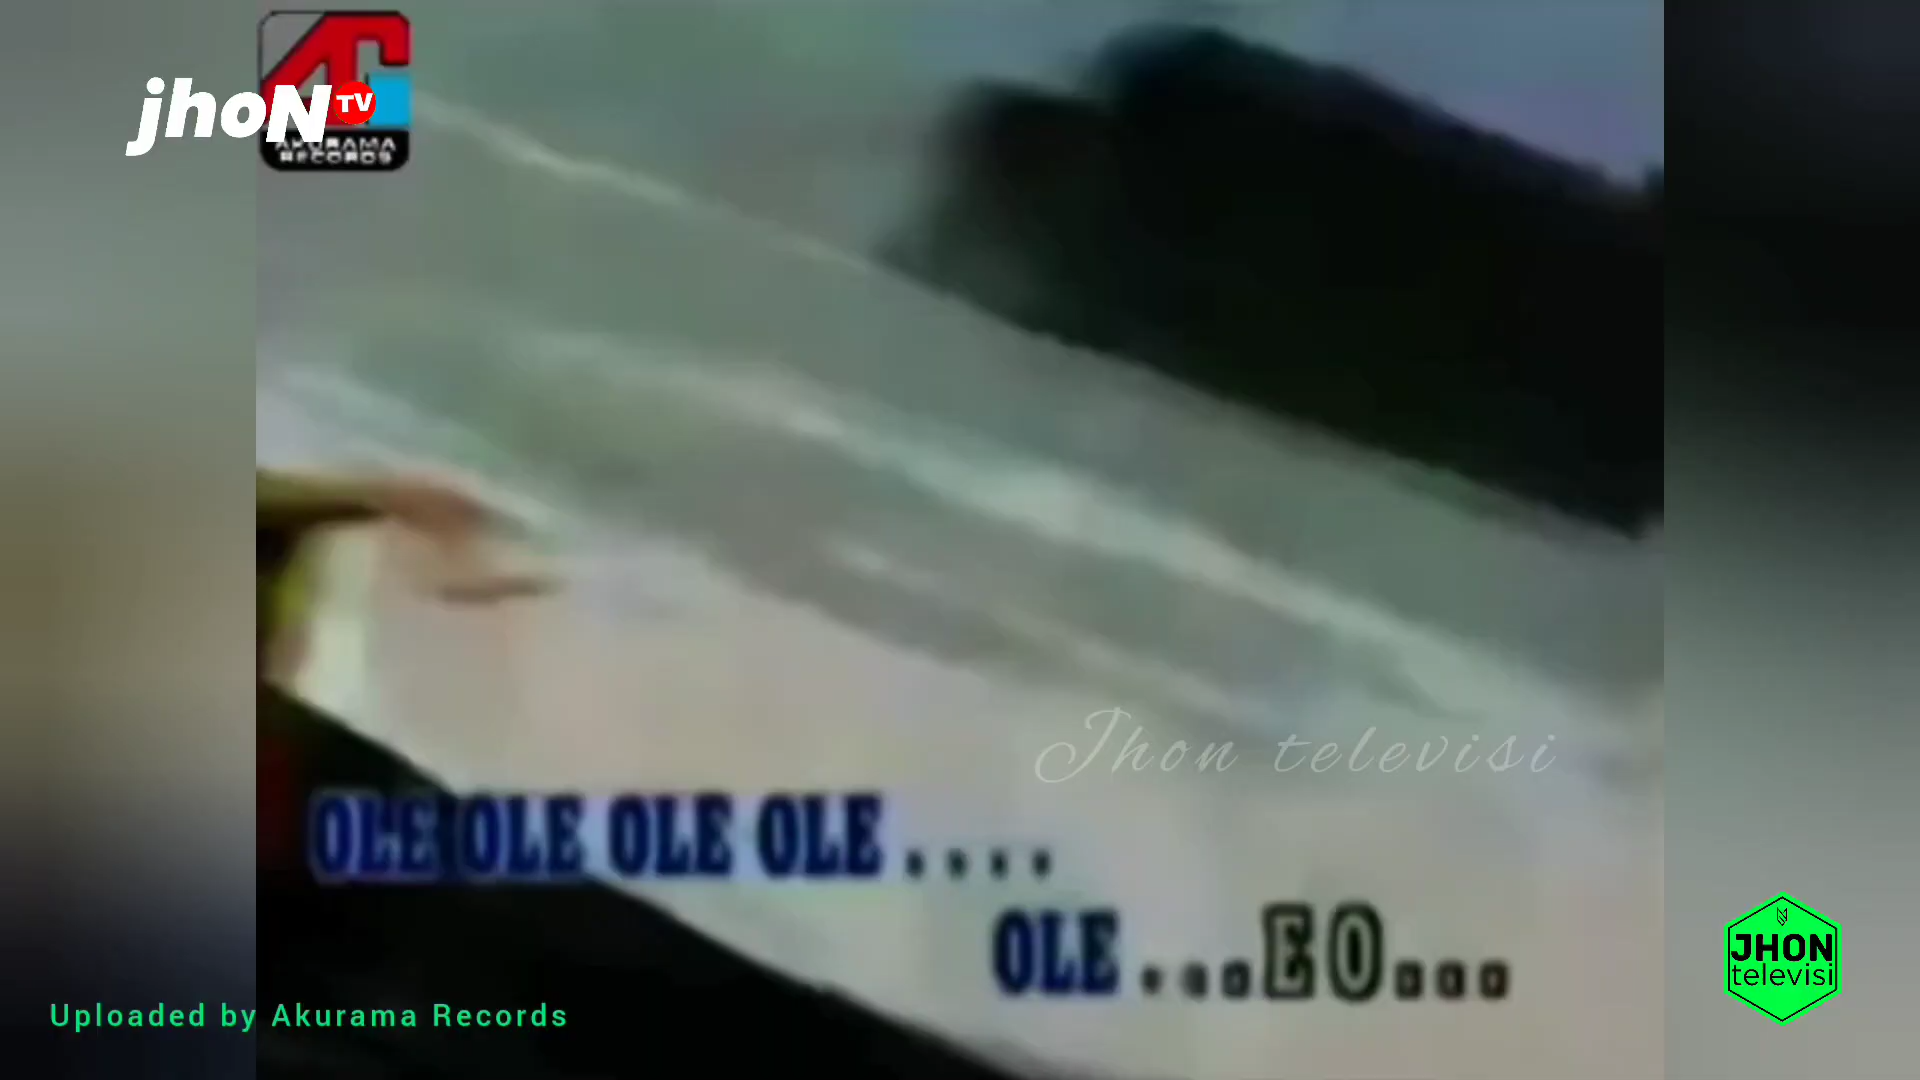 jhoN TV
AKURAMA
RECORDS
Jhon televisi
OLE OLE OLE OLE....
OLE....EO...
Uploaded by Akurama Records
JHON
televisi